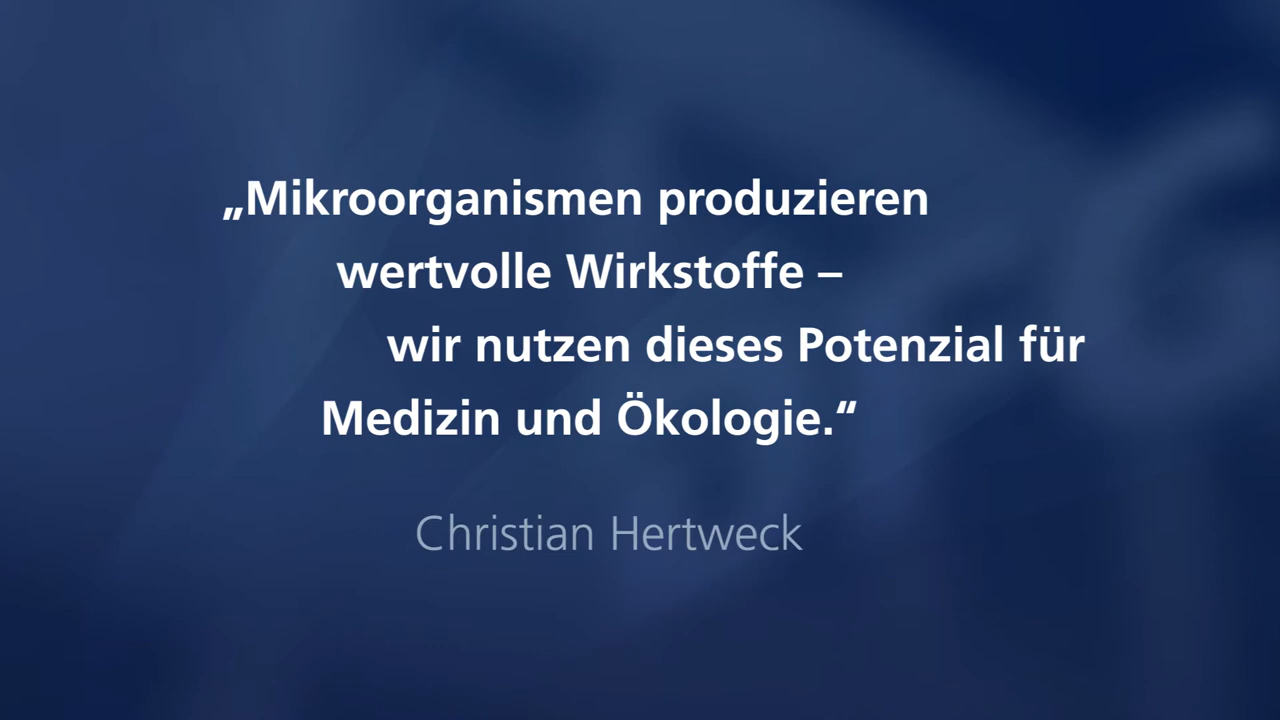 „Mikroorganismen produzieren
wertvolle Wirkstoffe –
wir nutzen dieses Potenzial für
Medizin und Ökologie.“
Christian Hertweck